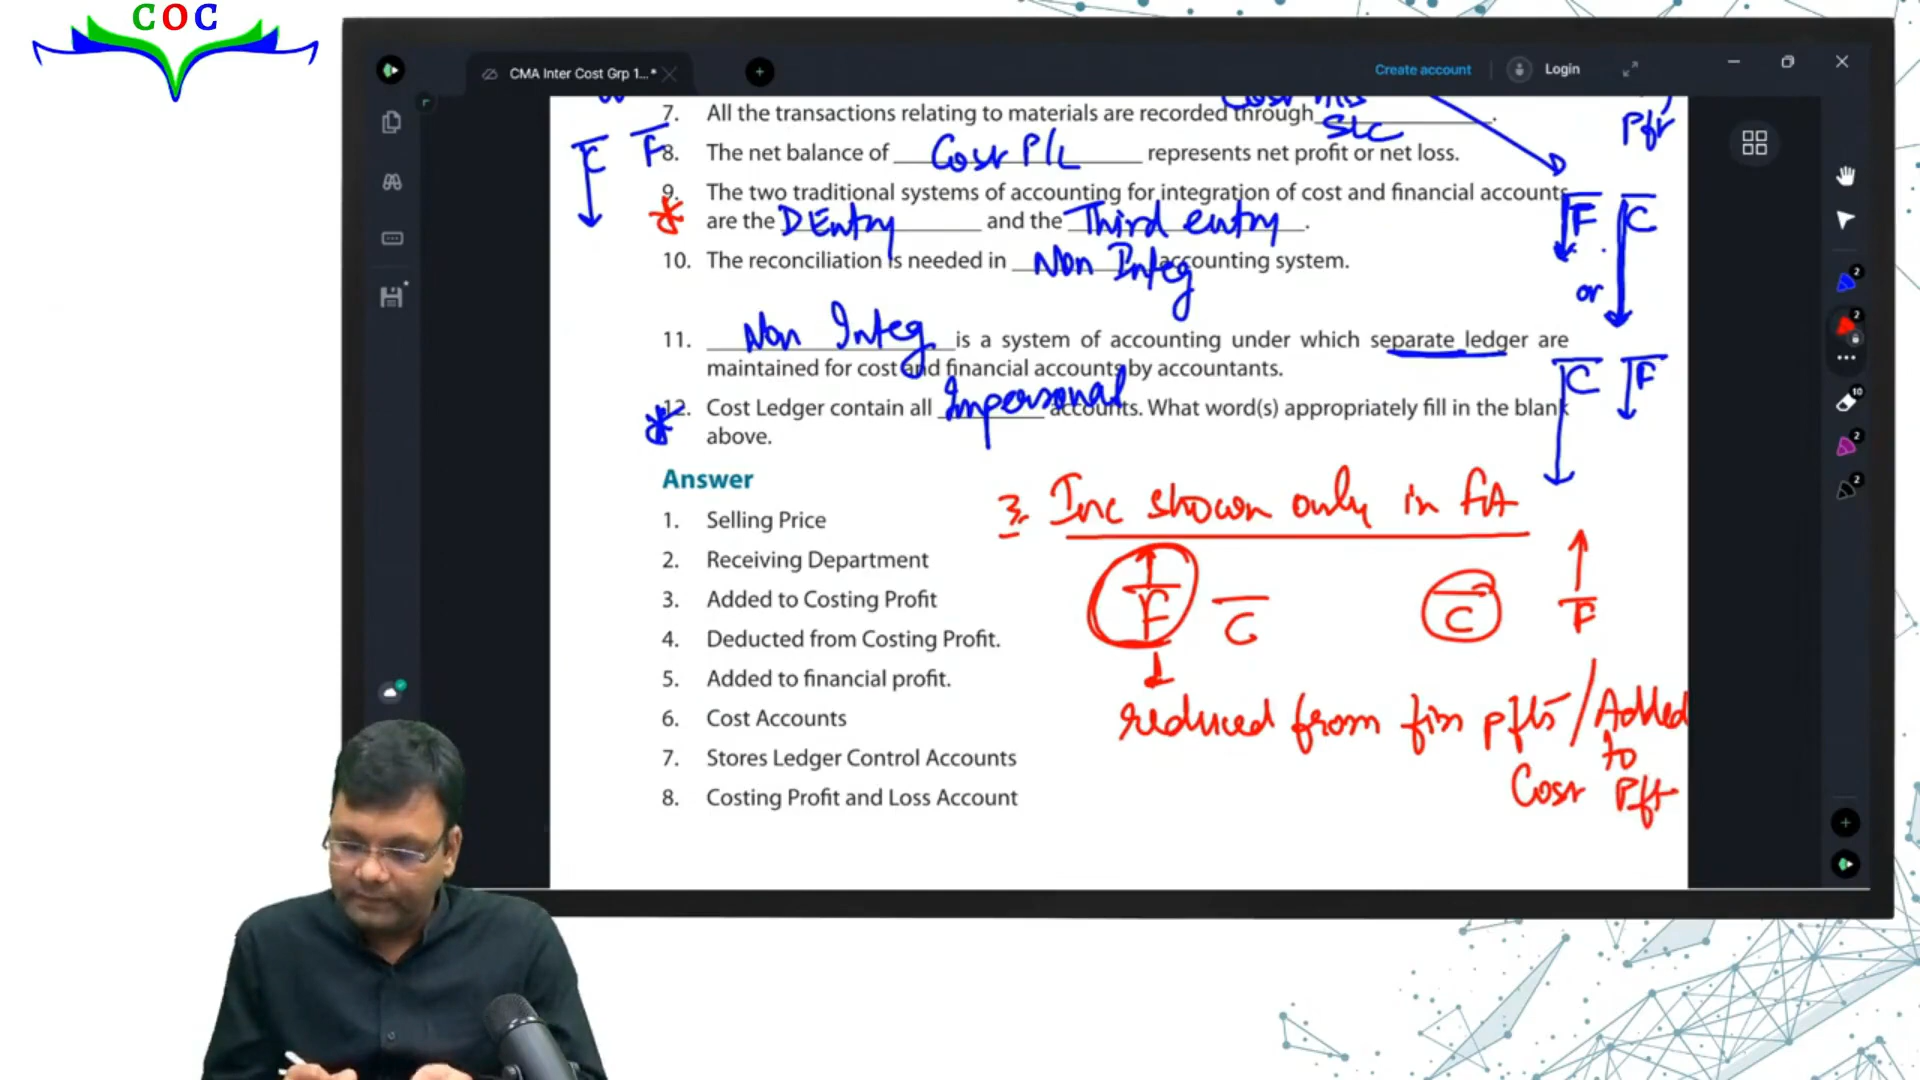 COC
CMA Inter Cost Grp 1...*
Create account
Login
7. All the transactions relating to materials are recorded through
SLC
8. The net balance of Cost P/L represents net profit or net loss.
C F
Pft
9. The two traditional systems of accounting for integration of cost and financial accounts
are the D Entry and the Third entry.
F C
10. The reconciliation is needed in Non Integ accounting system.
or
11. Non Integ is a system of accounting under which separate ledger are
maintained for cost and financial accounts by accountants.
C F
12. Cost Ledger contain all Impersonal accounts. What word(s) appropriately fill in the blank
above.
Answer
3. Inc shown only in FA
1. Selling Price
2. Receiving Department
3. Added to Costing Profit
F C C F
4. Deducted from Costing Profit.
5. Added to financial profit.
6. Cost Accounts
reduced from fin pfts / Added
to
Cost Pft
7. Stores Ledger Control Accounts
8. Costing Profit and Loss Account
2
2
10
2
2